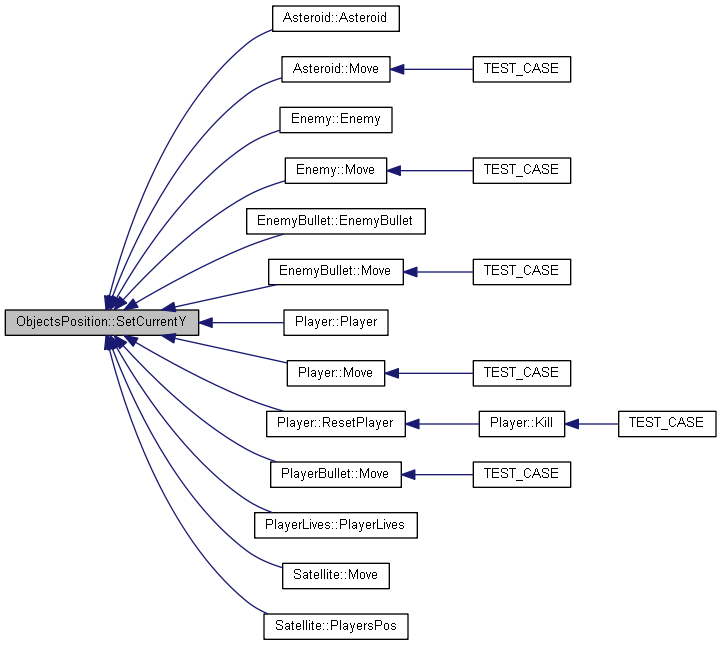 Asteroid::Asteroid
Asteroid::Move
TEST_CASE
Enemy::Enemy
Enemy::Move
TEST_CASE
EnemyBullet::EnemyBullet
EnemyBullet::Move
TEST_CASE
ObjectsPosition::SetCurrentY
Player::Player
Player::Move
TEST_CASE
Player::ResetPlayer
Player::Kill
TEST_CASE
PlayerBullet::Move
TEST_CASE
PlayerLives::PlayerLives
Satellite::Move
Satellite::PlayersPos